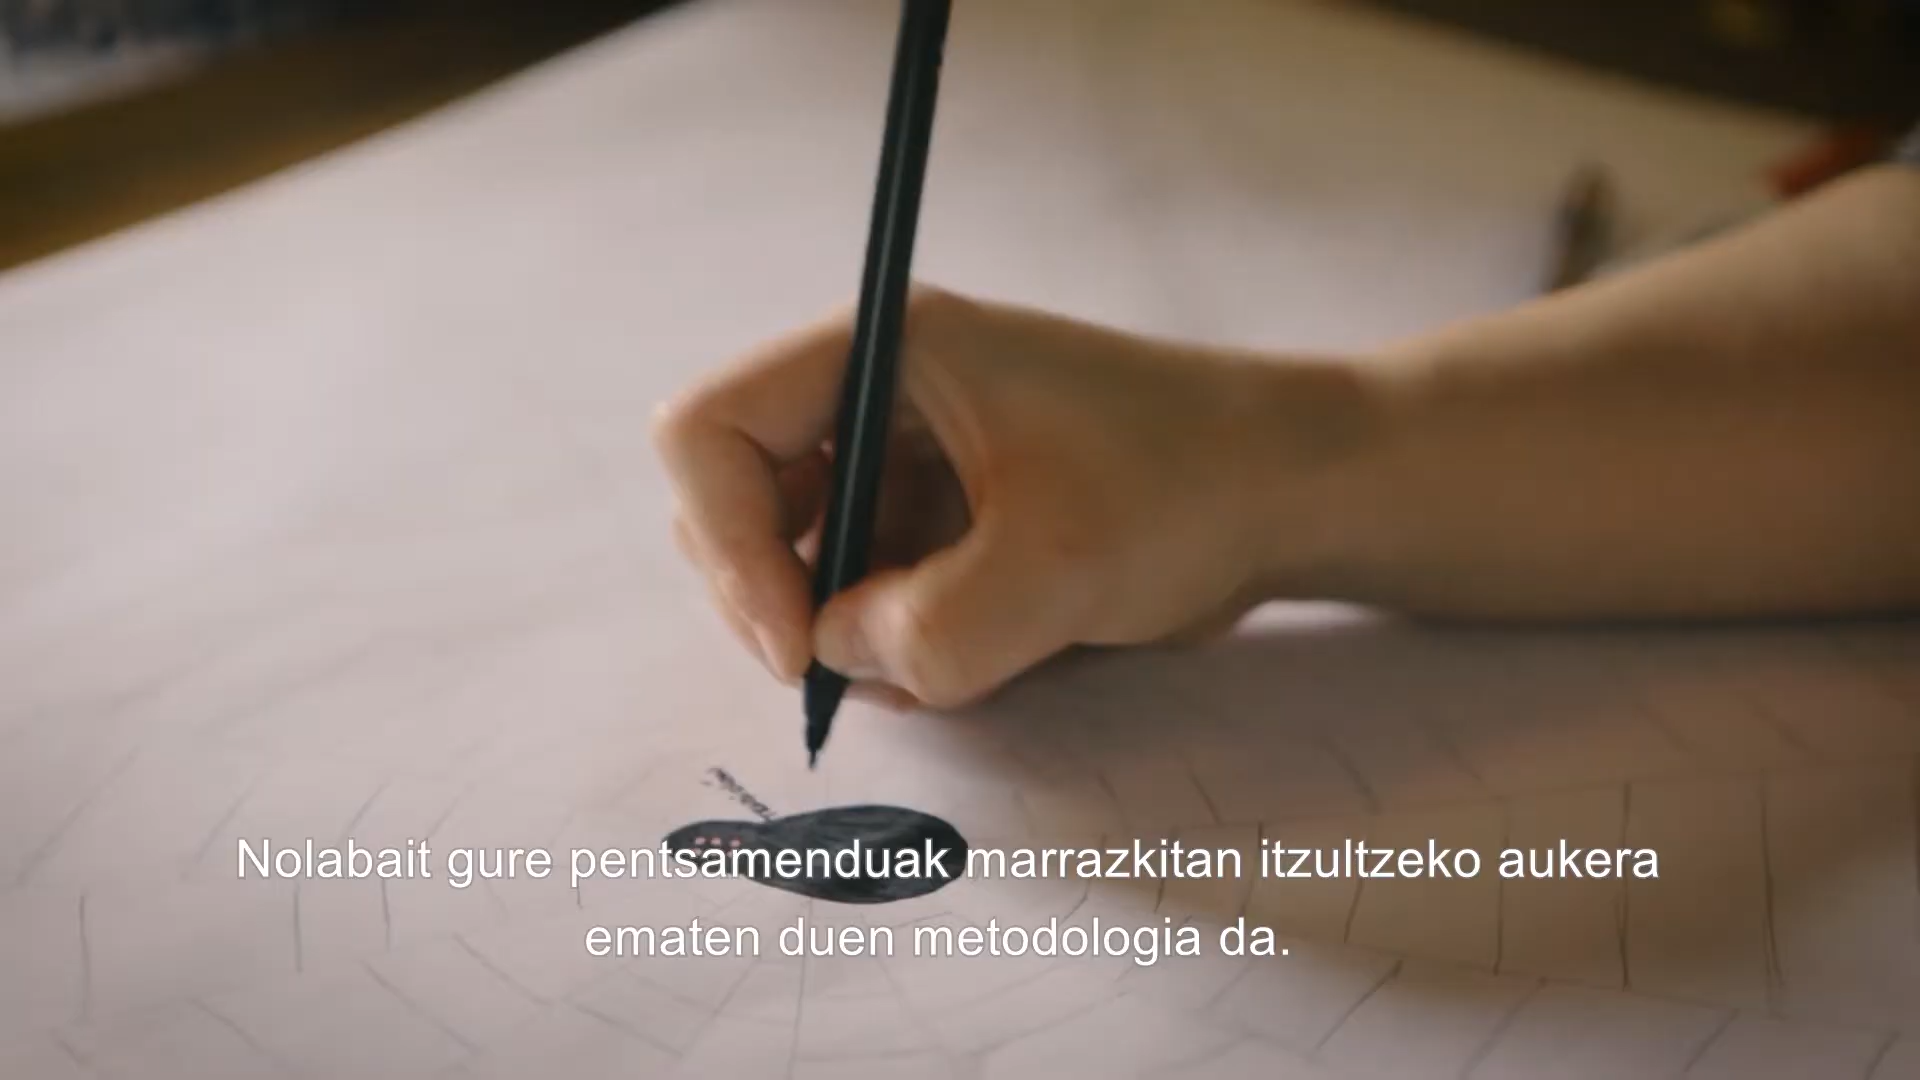 Nolabait gure pentsamenduak marrazkitan itzultzeko aukera
ematen duen metodologia da.